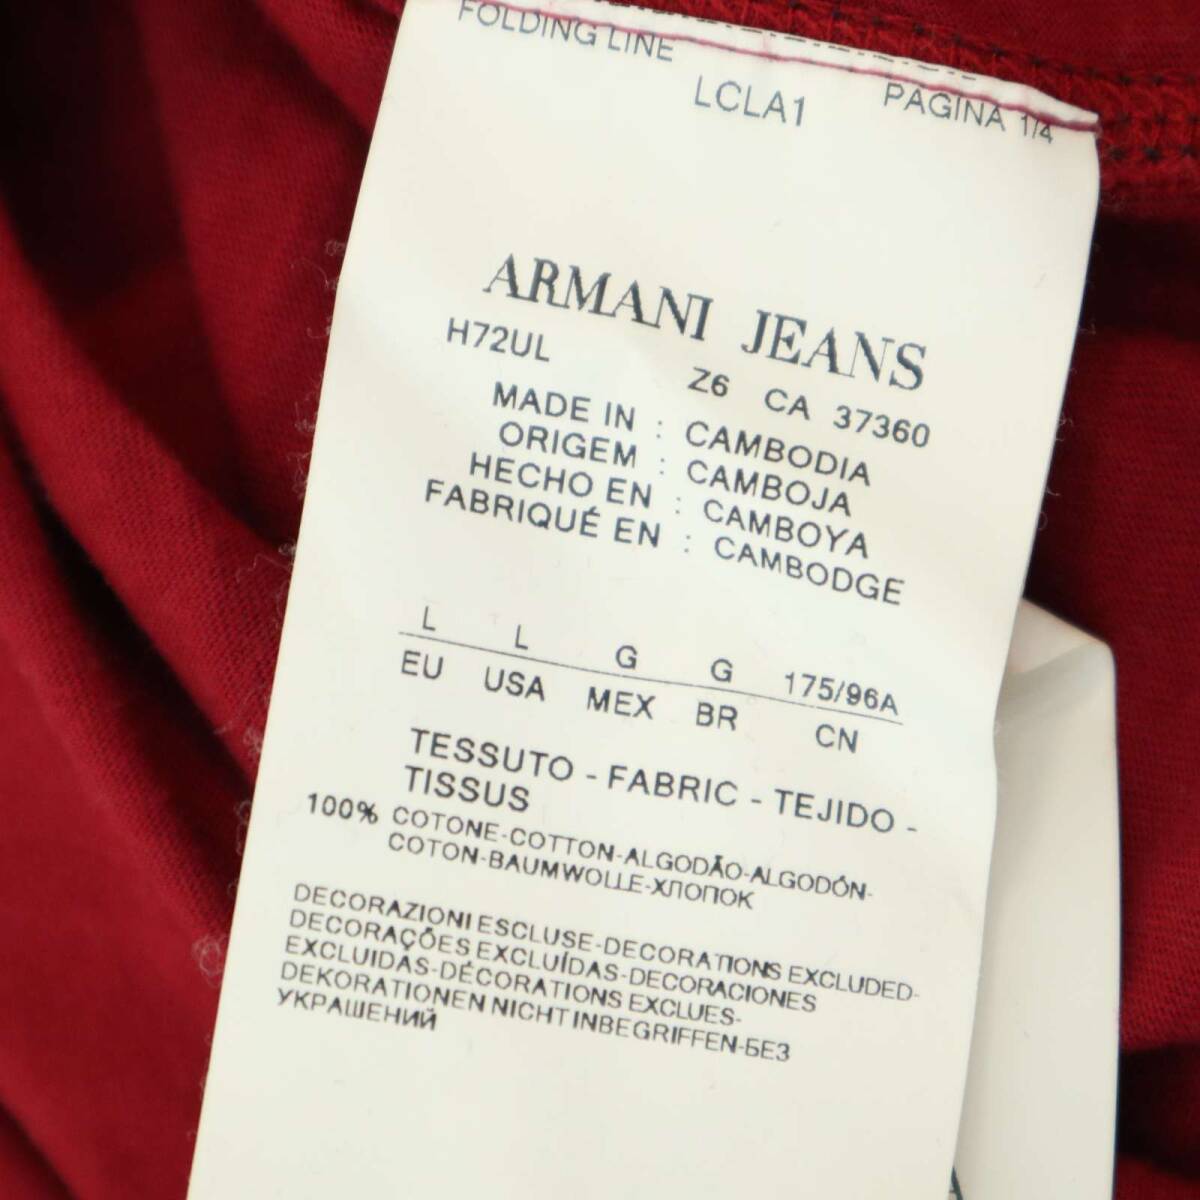 FOLDING LINE
LCLA1
PAGINA 1/4
ARMANI JEANS
H72UL
Z6 CA 37360
MADE IN : CAMBODIA
ORIGEM : CAMBOJA
HECHO EN : CAMBOYA
FABRIQUÉ EN : CAMBODGE
L L G G 175/96A
EU USA MEX BR CN
TESSUTO - FABRIC - TEJIDO -
TISSUS
100% COTONE-COTTON-ALGODÃO-ALGODÓN-
COTON-BAUMWOLLE-ХЛОПОК
DECORAZIONI ESCLUSE-DECORATIONS EXCLUDED-
DECORAÇÕES EXCLUÍDAS-DECORACIONES
EXCLUIDAS-DÉCORATIONS EXCLUES-
DEKORATIONEN NICHT INBEGRIFFEN-БЕЗ
УКРАШЕНИЙ